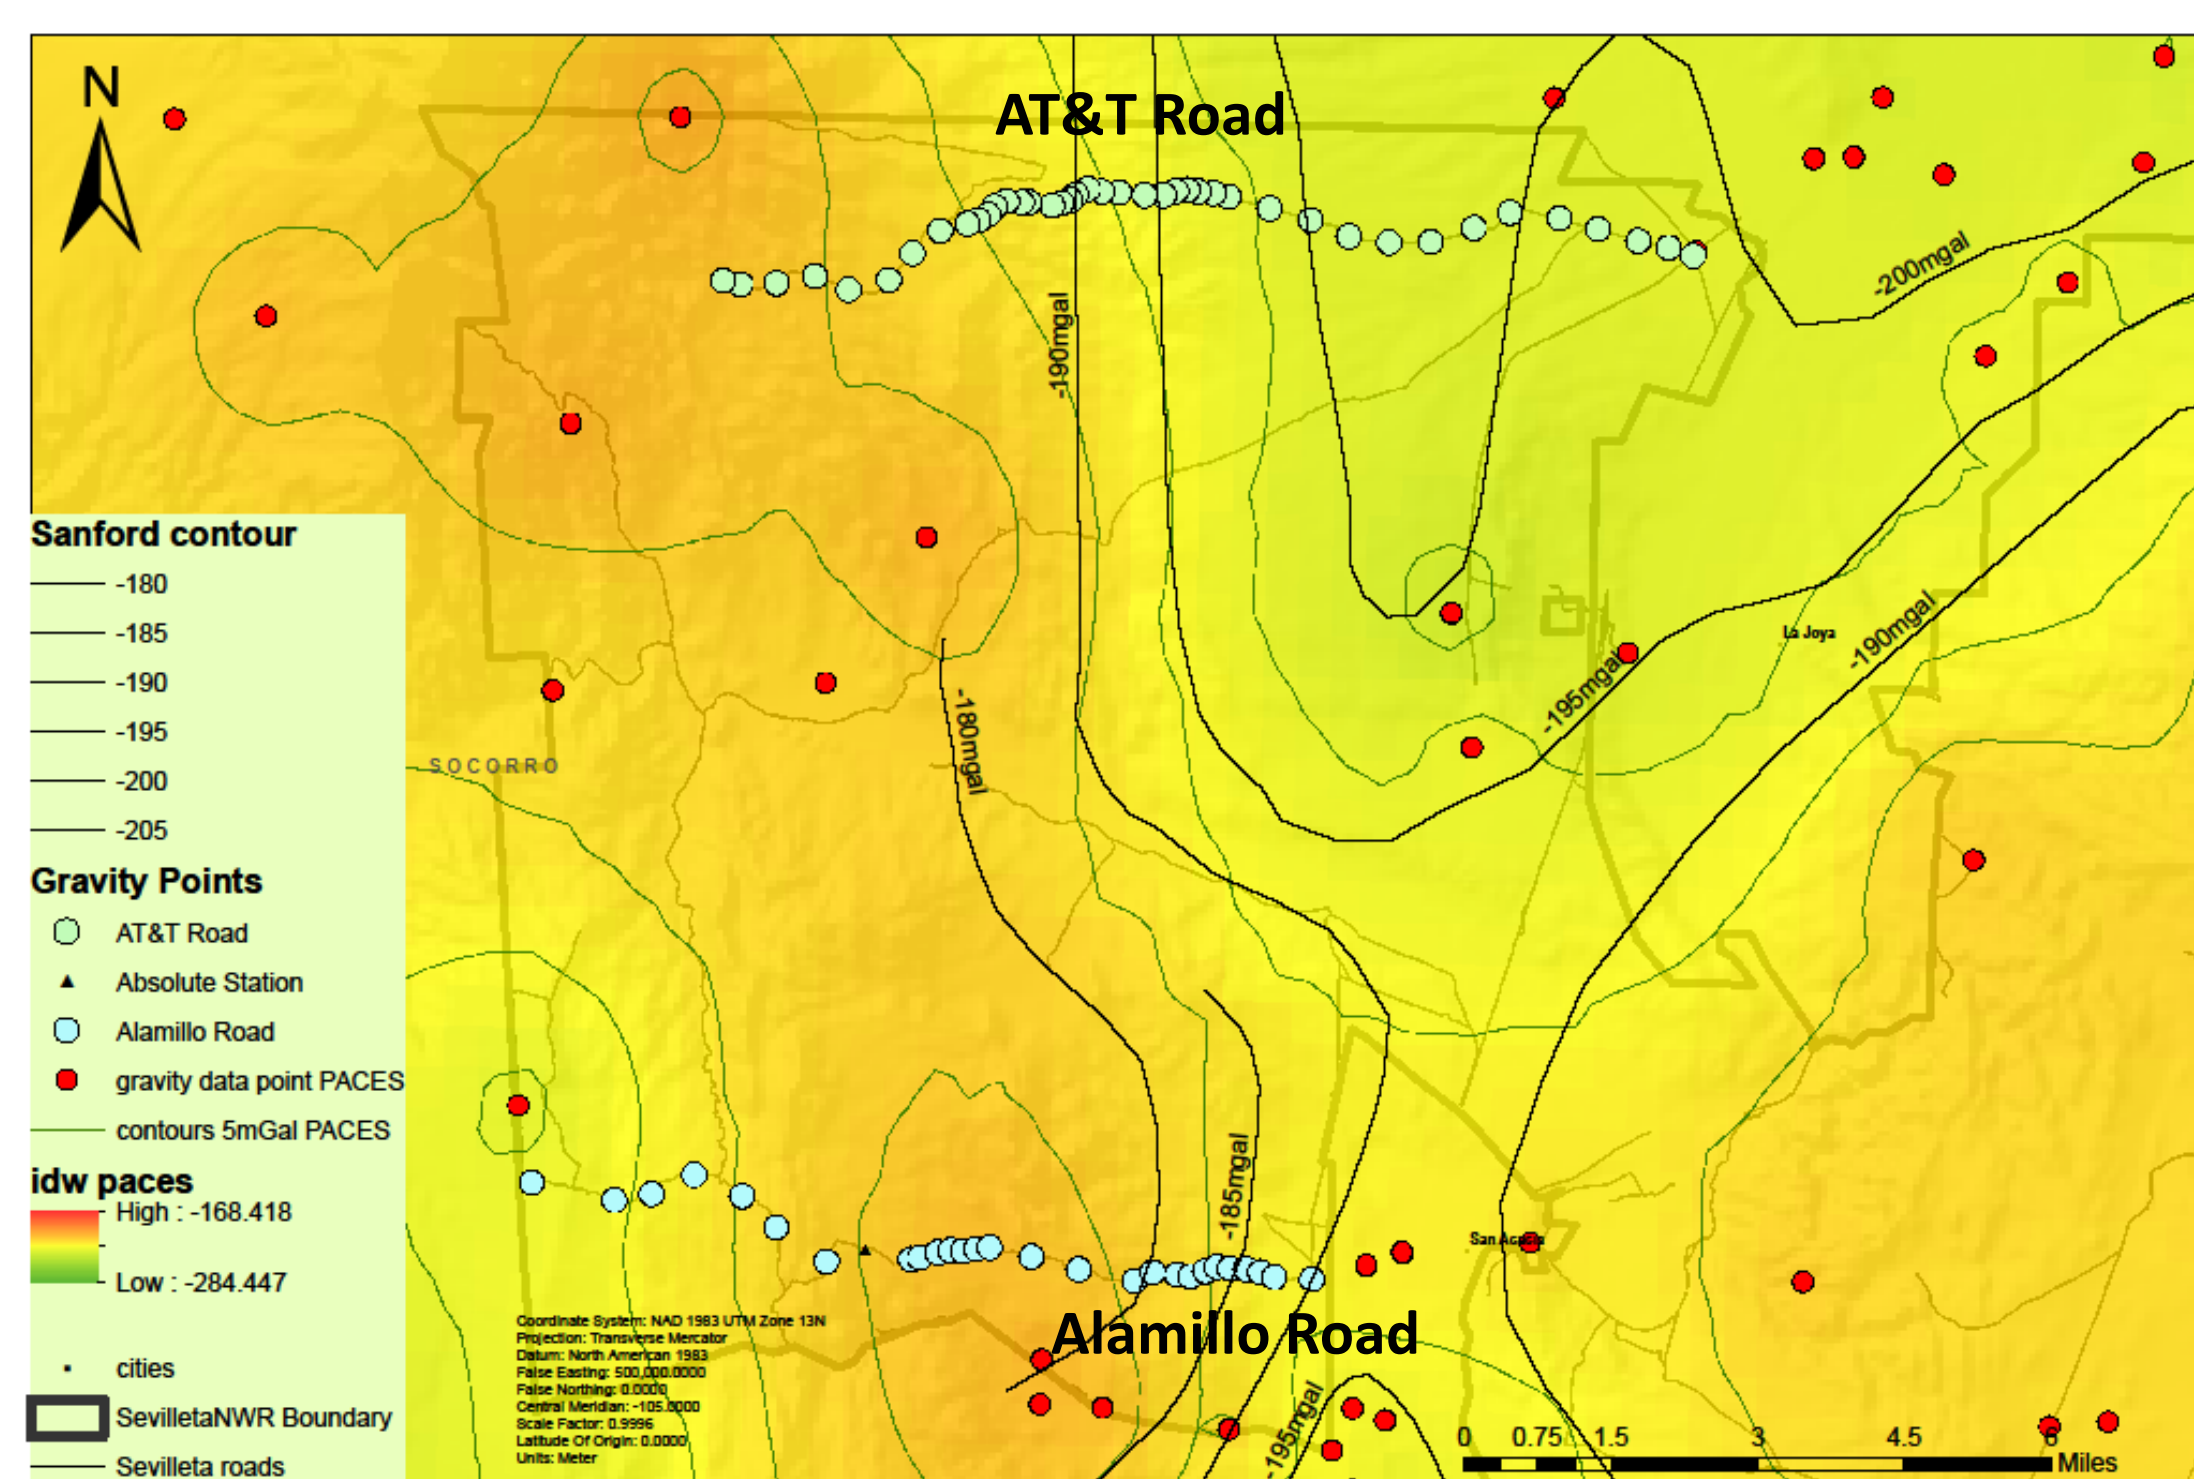 N
AT&T Road
-200mgal
-190mgal
Sanford contour
-180
-185
-190
-195
-200
-205
La Joya
-190mgal
-195mgal
-180mgal
SOCORRO
Gravity Points
AT&T Road
Absolute Station
Alamillo Road
gravity data point PACES
contours 5mGal PACES
idw paces
High : -168.418
Low : -284.447
cities
SevilletaNWR Boundary
Sevilleta roads
-185mgal
San Acacia
Alamillo Road
Coordinate System: NAD 1983 UTM Zone 13N
Projection: Transverse Mercator
Datum: North American 1983
False Easting: 500,000.0000
False Northing: 0.0000
Central Meridian: -105.0000
Scale Factor: 0.9996
Latitude Of Origin: 0.0000
Units: Meter
-195mgal
0 0.75 1.5 3 4.5 6
Miles